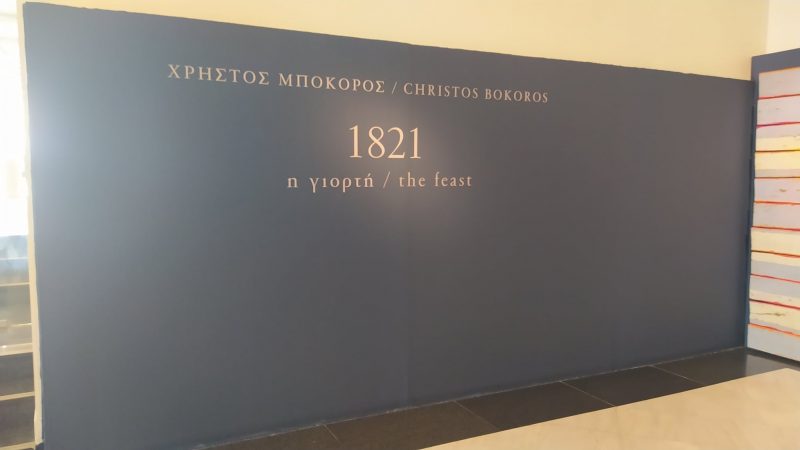 ΧΡΗΣΤΟΣ ΜΠΟΚΟΡΟΣ / CHRISTOS BOKOROS
1821
η γιορτή / the feast